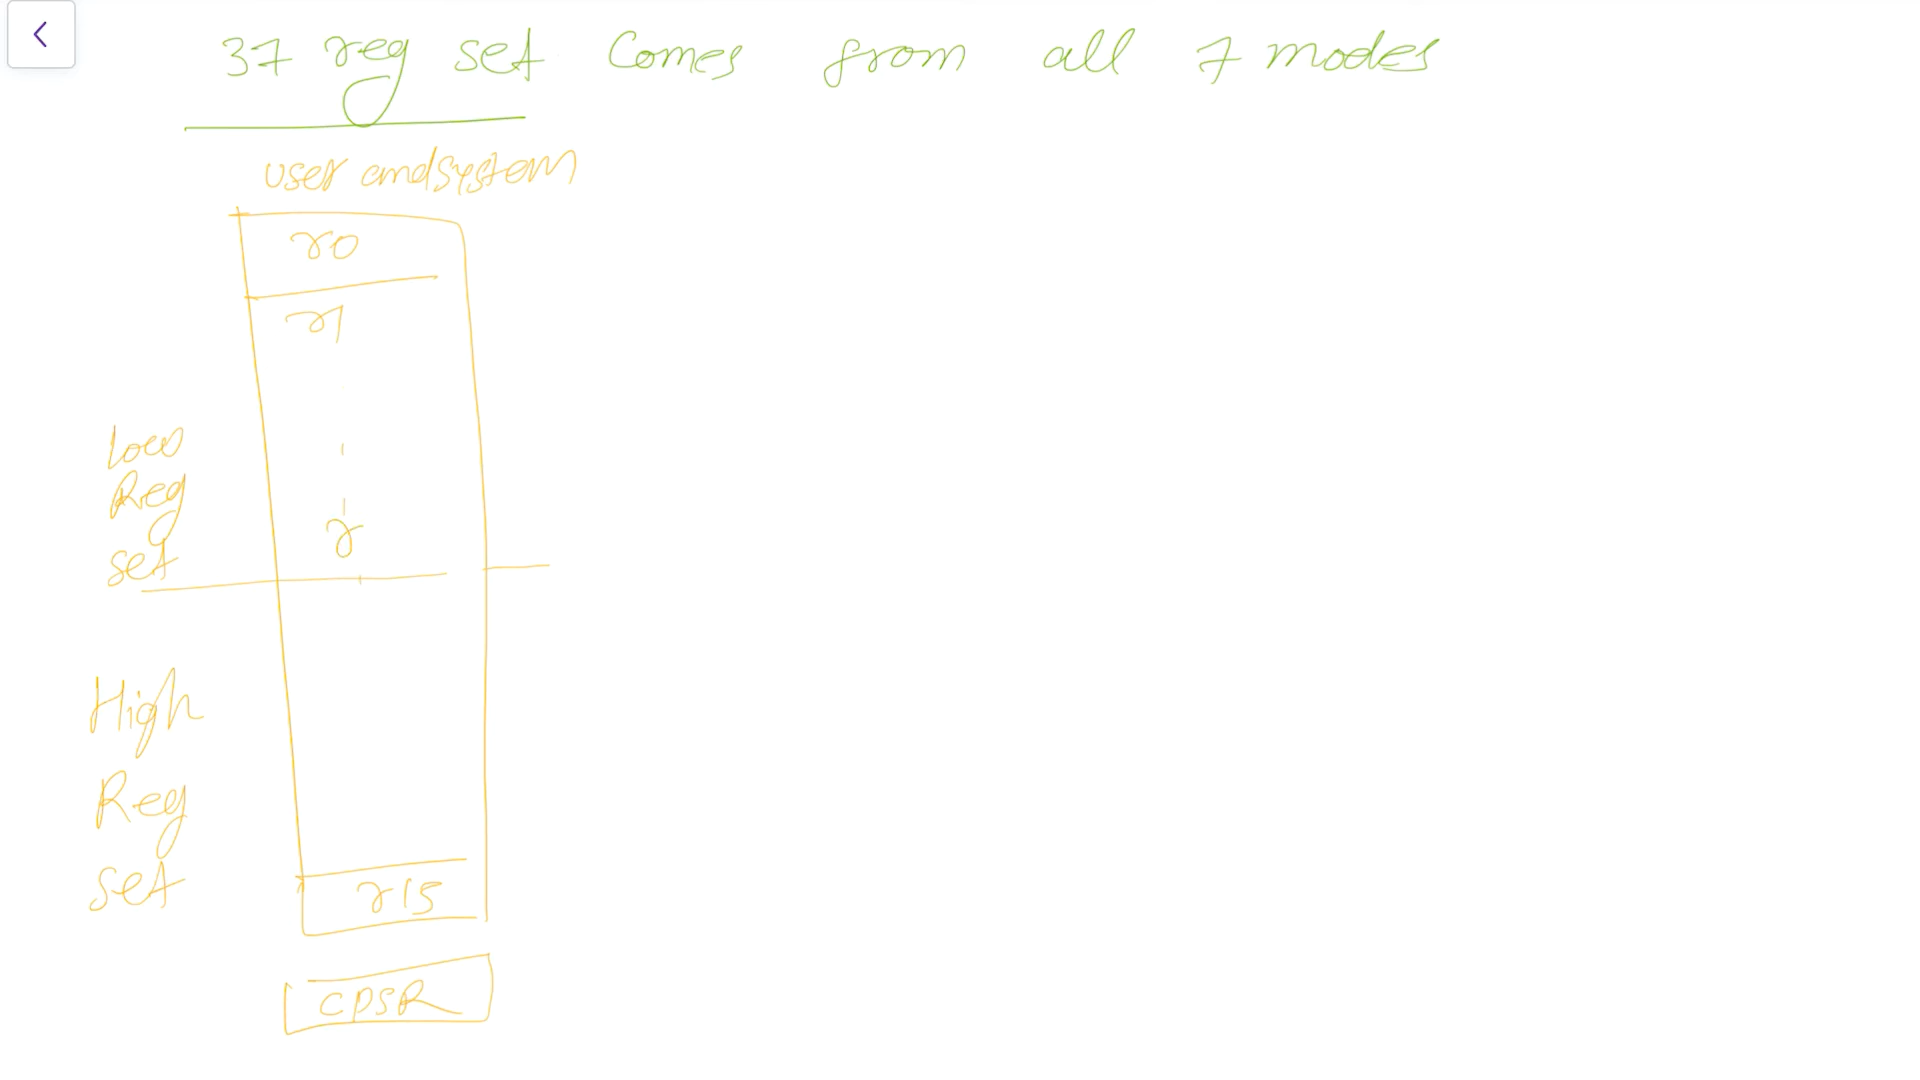 37 reg set Comes from all 7 modes
user and system
r0
r1
Low
Reg
set
r
High
Reg
set
r15
CPSR